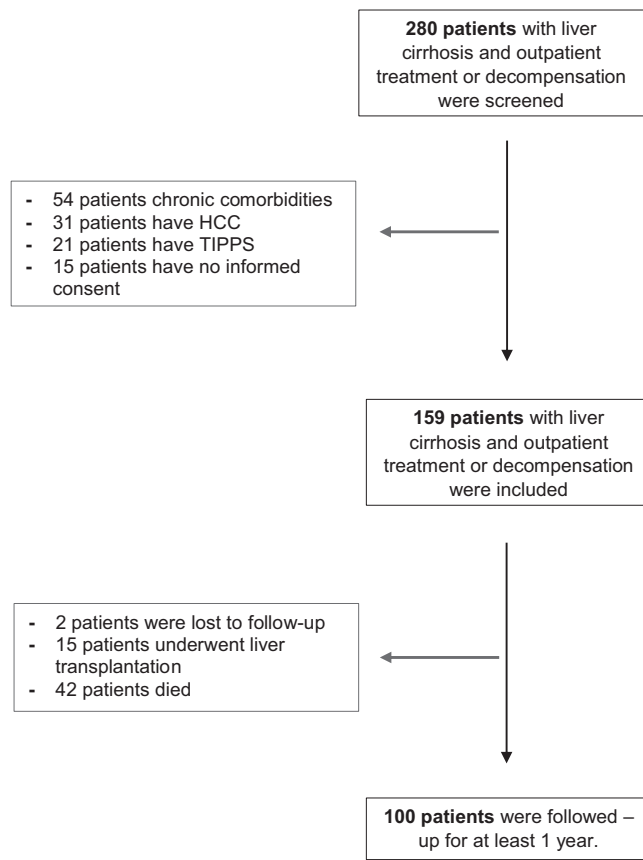 280 patients with liver
cirrhosis and outpatient
treatment or decompensation
were screened
- 54 patients chronic comorbidities
- 31 patients have HCC
- 21 patients have TIPPS
- 15 patients have no informed
consent
159 patients with liver
cirrhosis and outpatient
treatment or decompensation
were included
- 2 patients were lost to follow-up
- 15 patients underwent liver
transplantation
- 42 patients died
100 patients were followed –
up for at least 1 year.